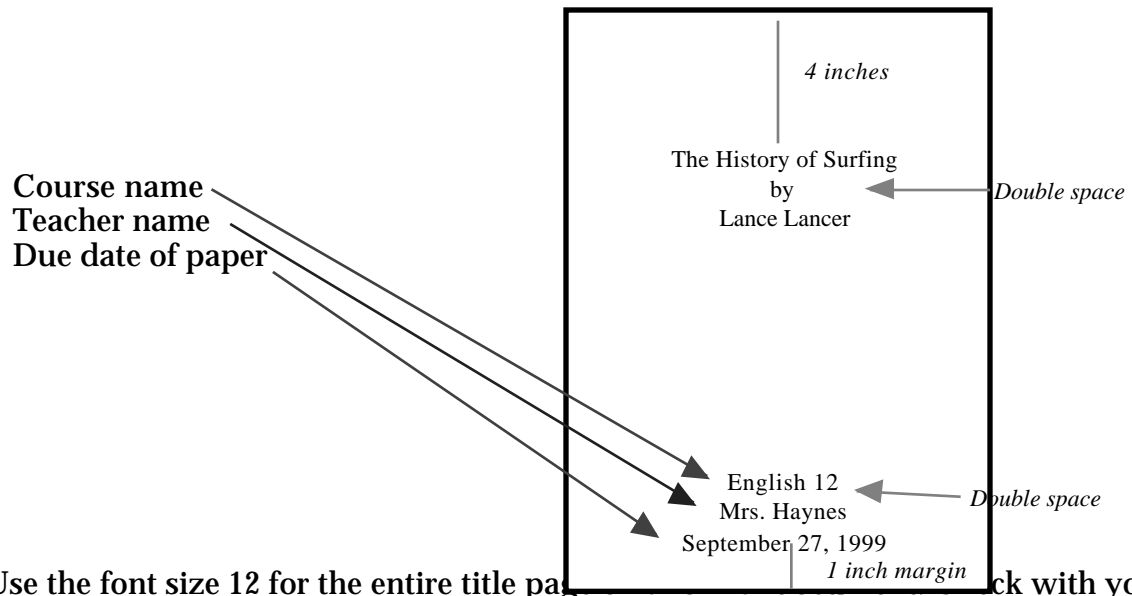 4 inches
The History of Surfing
by
Lance Lancer
Double space
Course name
Teacher name
Due date of paper
English 12
Mrs. Haynes
September 27, 1999
Double space
1 inch margin
Use the font size 12 for the entire title
with